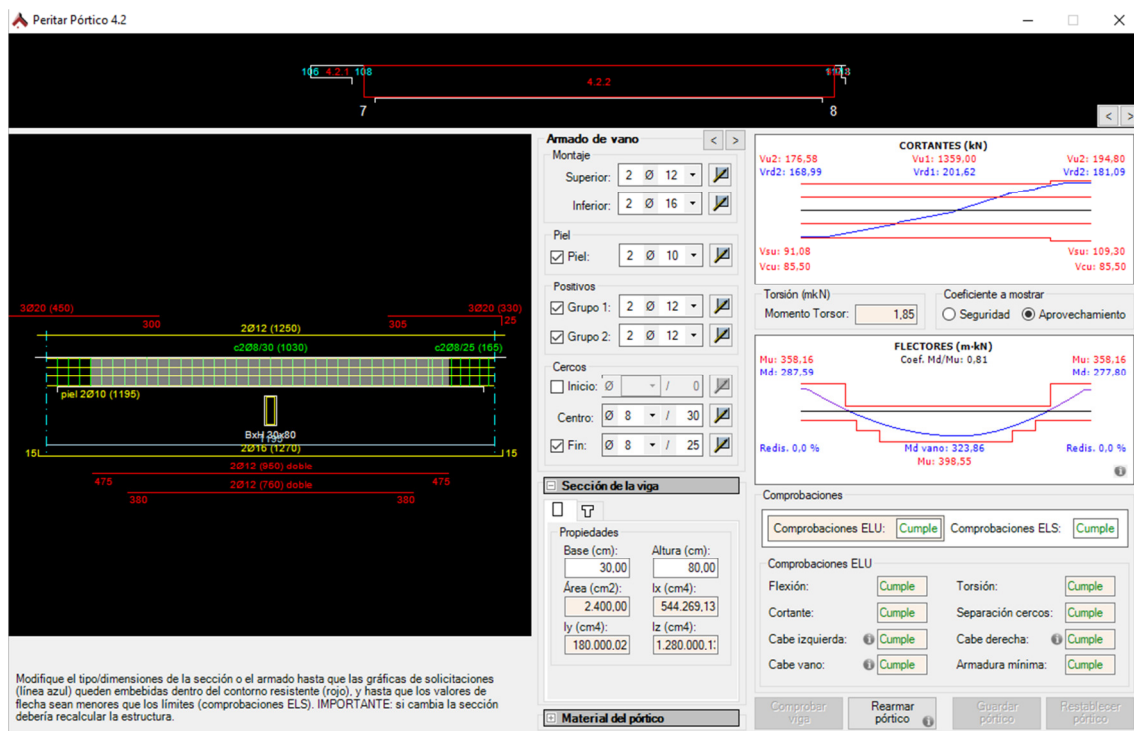 Peritar Pórtico 4.2
106 4.2.1 108
4.2.2
7
8
< >
3Ø20 (450)
3Ø20 (330)
300
305
125
2Ø12 (1250)
c2Ø8/30 (1030)
c2Ø8/25 (165)
piel 2Ø10 (1195)
BxH 30x80
1195
15
2Ø16 (1270)
15
2Ø12 (950) doble
475
475
2Ø12 (760) doble
380
380
Modifique el tipo/dimensiones de la sección o el armado hasta que las gráficas de solicitaciones
(línea azul) queden embebidas dentro del contorno resistente (rojo), y hasta que los valores de
flecha sean menores que los límites (comprobaciones ELS). IMPORTANTE: si cambia la sección
debería recalcular la estructura.
Armado de vano
< >
Montaje
Superior: 2 Ø 12
Inferior: 2 Ø 16
Piel
Piel: 2 Ø 10
Positivos
Grupo 1: 2 Ø 12
Grupo 2: 2 Ø 12
Cercos
Inicio: Ø / 0
Centro: Ø 8 / 30
Fin: Ø 8 / 25
Sección de la viga
Propiedades
Base (cm): Altura (cm):
30,00 80,00
Área (cm2): Ix (cm4):
2.400,00 544.269,13
Iy (cm4): Iz (cm4):
180.000.02 1.280.000.1
Material del pórtico
CORTANTES (kN)
Vu2: 176,58 Vu1: 1359,00 Vu2: 194,80
Vrd2: 168,99 Vrd1: 201,62 Vrd2: 181,09
Vsu: 91,08 Vsu: 109,30
Vcu: 85,50 Vcu: 85,50
Torsión (mkN)
Momento Torsor: 1,85
Coeficiente a mostrar
Seguridad Aprovechamiento
FLECTORES (m·kN)
Mu: 358,16 Coef. Md/Mu: 0,81 Mu: 358,16
Md: 287,59 Md: 277,80
Redis. 0,0 % Md vano: 323,86 Redis. 0,0 %
Mu: 398,55
Comprobaciones
Comprobaciones ELU: Cumple Comprobaciones ELS: Cumple
Comprobaciones ELU
Flexión: Cumple Torsión: Cumple
Cortante: Cumple Separación cercos: Cumple
Cabe izquierda: Cumple Cabe derecha: Cumple
Cabe vano: Cumple Armadura mínima: Cumple
Comprobar
viga
Rearmar
pórtico
Guardar
pórtico
Restablecer
pórtico